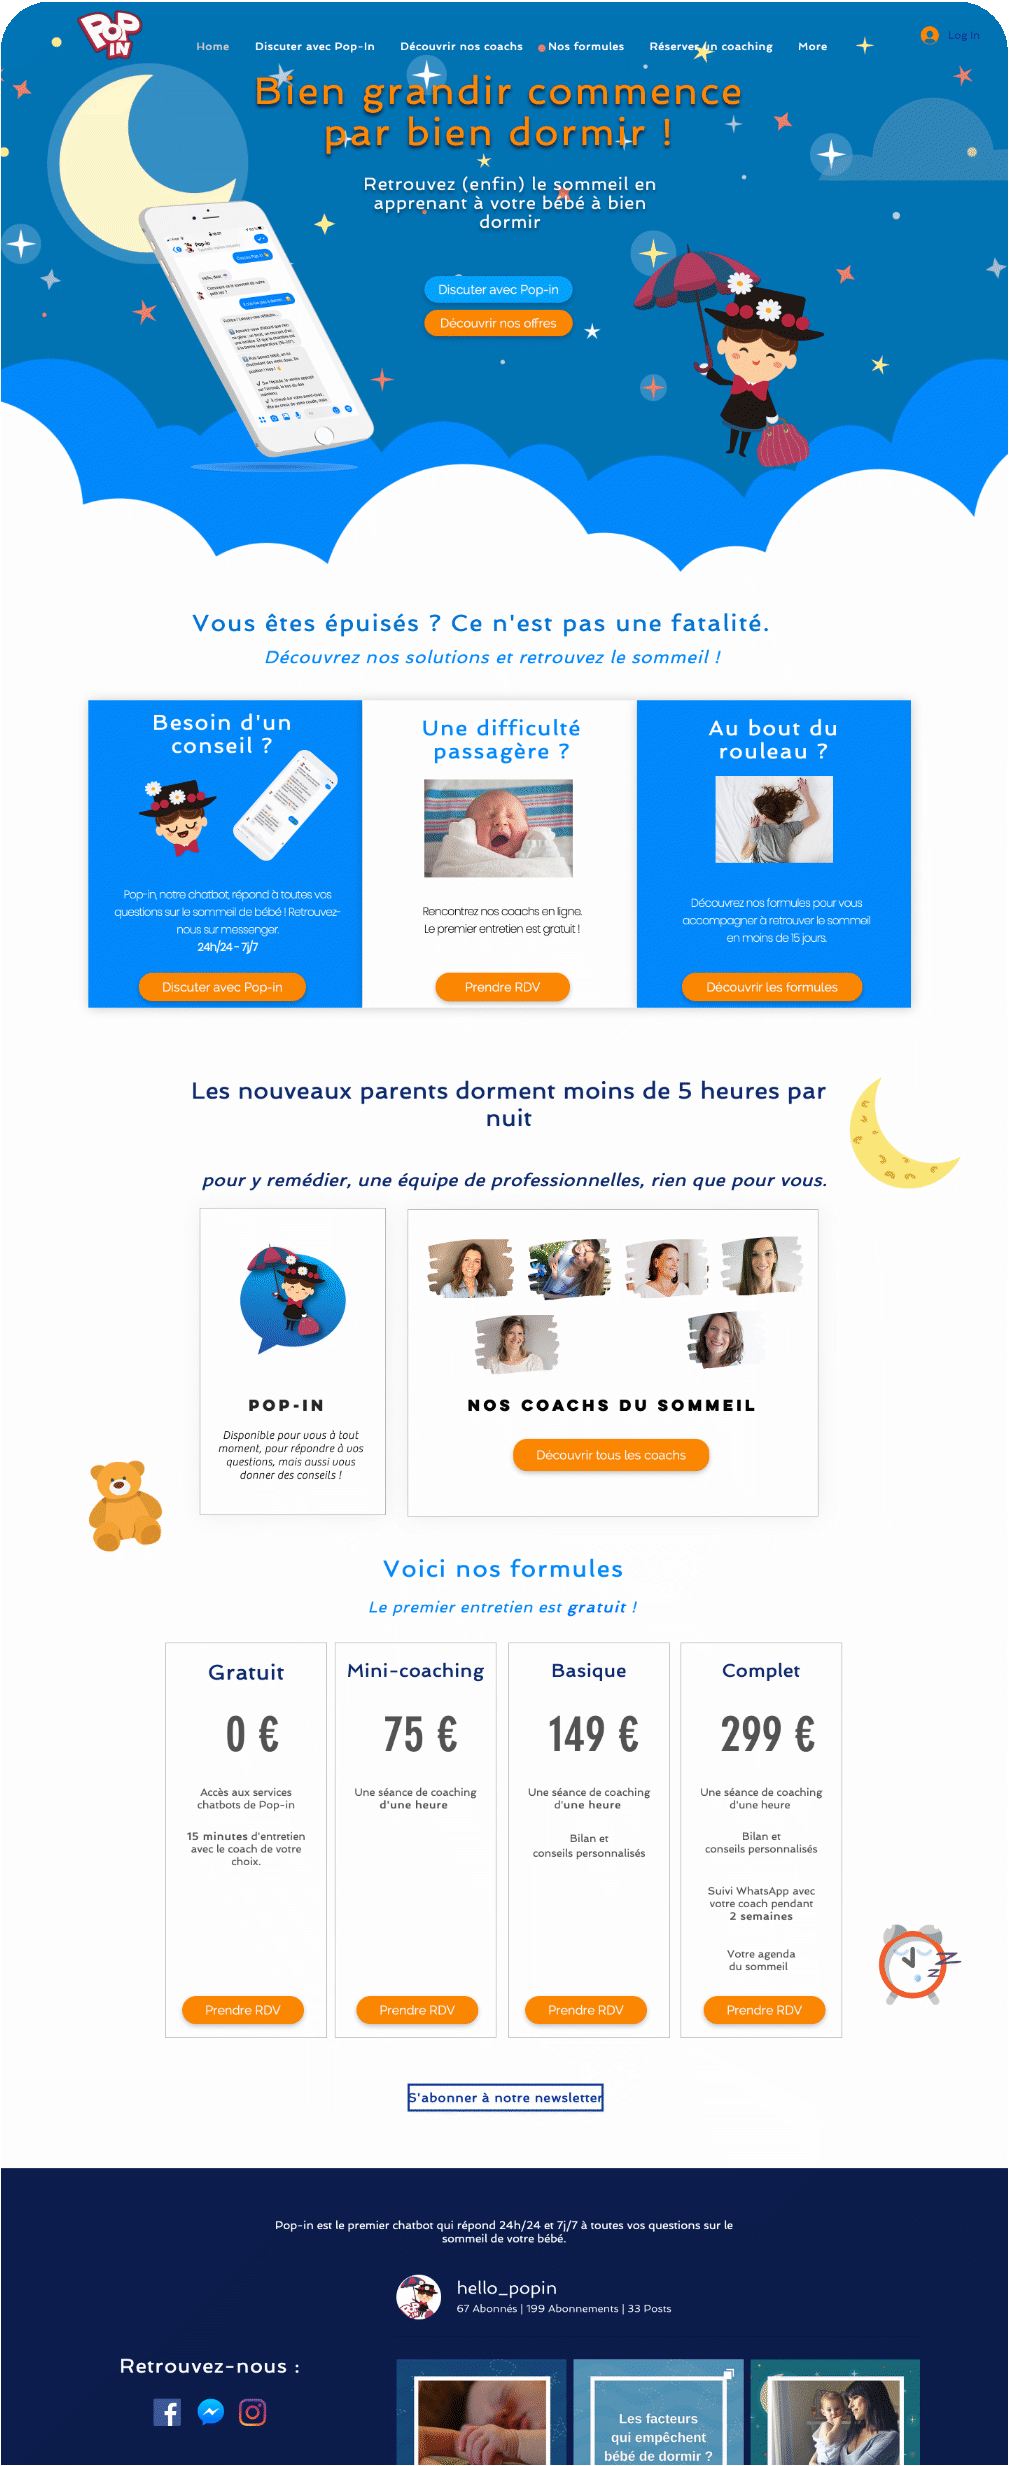 POP
IN
Home
Discuter avec Pop-In
Découvrir nos coachs
Nos formules
Réserver un coaching
More
Log In
Bien grandir commence
par bien dormir !
Retrouvez (enfin) le sommeil en
apprenant à votre bébé à bien
dormir
Pop-in
Discuter avec Pop-in
Découvrir nos offres
Vous êtes épuisés ? Ce n'est pas une fatalité.
Découvrez nos solutions et retrouvez le sommeil !
Besoin d'un
conseil ?
Pop-in, notre chatbot, répond à toutes vos
questions sur le sommeil de bébé ! Retrouvez-
nous sur messenger.
24h/24 - 7j/7
Discuter avec Pop-in
Une difficulté
passagère ?
Rencontrez nos coachs en ligne.
Le premier entretien est gratuit !
Prendre RDV
Au bout du
rouleau ?
Découvrez nos formules pour vous
accompagner à retrouver le sommeil
en moins de 15 jours.
Découvrir les formules
Les nouveaux parents dorment moins de 5 heures par
nuit
pour y remédier, une équipe de professionnelles, rien que pour vous.
POP-IN
Disponible pour vous à tout
moment, pour répondre à vos
questions, mais aussi vous
donner des conseils !
NOS COACHS DU SOMMEIL
Découvrir tous les coachs
Voici nos formules
Le premier entretien est gratuit !
Gratuit
0 €
Accès aux services
chatbots de Pop-in
15 minutes d'entretien
avec le coach de votre
choix.
Prendre RDV
Mini-coaching
75 €
Une séance de coaching
d'une heure
Prendre RDV
Basique
149 €
Une séance de coaching
d'une heure
Bilan et
conseils personnalisés
Prendre RDV
Complet
299 €
Une séance de coaching
d'une heure
Bilan et
conseils personnalisés
Suivi WhatsApp avec
votre coach pendant
2 semaines
Votre agenda
du sommeil
Prendre RDV
S'abonner à notre newsletter
Pop-in est le premier chatbot qui répond 24h/24 et 7j/7 à toutes vos questions sur le
sommeil de votre bébé.
hello_popin
67 Abonnés | 199 Abonnements | 33 Posts
Retrouvez-nous :
Les facteurs
qui empêchent
bébé de dormir ?